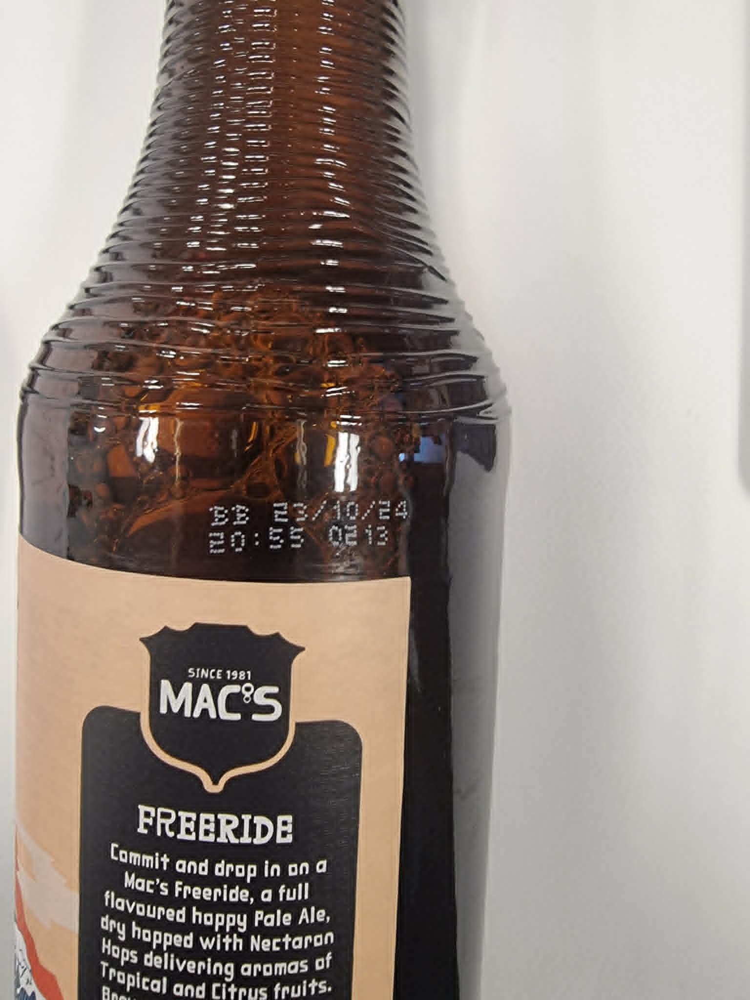 BB 23/10/24
20:55 0213
SINCE 1981
MAC'S
FREERIDE
Commit and drop in on a
Mac's Freeride, a full
flavoured hoppy Pale Ale,
dry hopped with Nectaron
Hops delivering aromas of
Tropical and Citrus fruits.